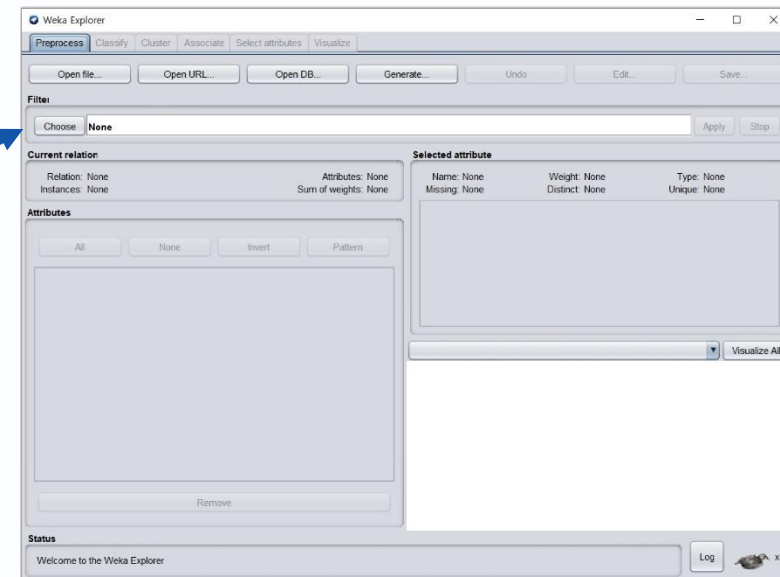 Weka Explorer
Preprocess Classify Cluster Associate Select attributes Visualize
Open file... Open URL... Open DB... Generate... Undo Edit... Save...
Filter
Choose None Apply Stop
Current relation
Relation: None Attributes: None
Instances: None Sum of weights: None
Selected attribute
Name: None Weight: None Type: None
Missing: None Distinct: None Unique: None
Attributes
All None Invert Pattern
Visualize All
Remove
Status
Welcome to the Weka Explorer
Log x